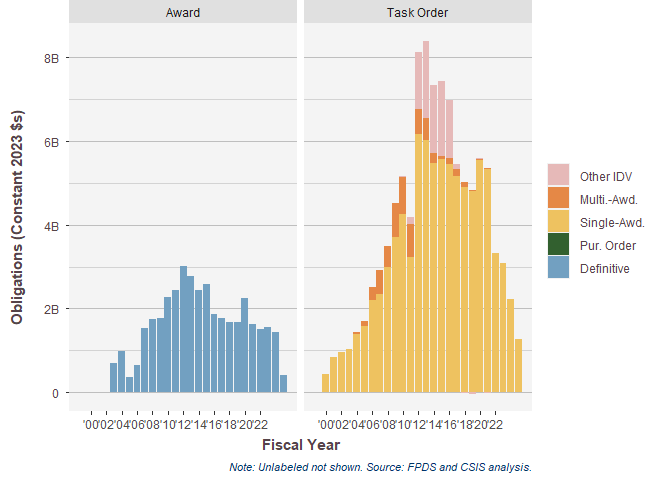 Award
Task Order
Obligations (Constant 2023 $s)
8B
6B
4B
2B
0
'00'02'04'06'08'10'12'14'16'18'20'22
'00'02'04'06'08'10'12'14'16'18'20'22
Fiscal Year
Other IDV
Multi.-Awd.
Single-Awd.
Pur. Order
Definitive
Note: Unlabeled not shown. Source: FPDS and CSIS analysis.